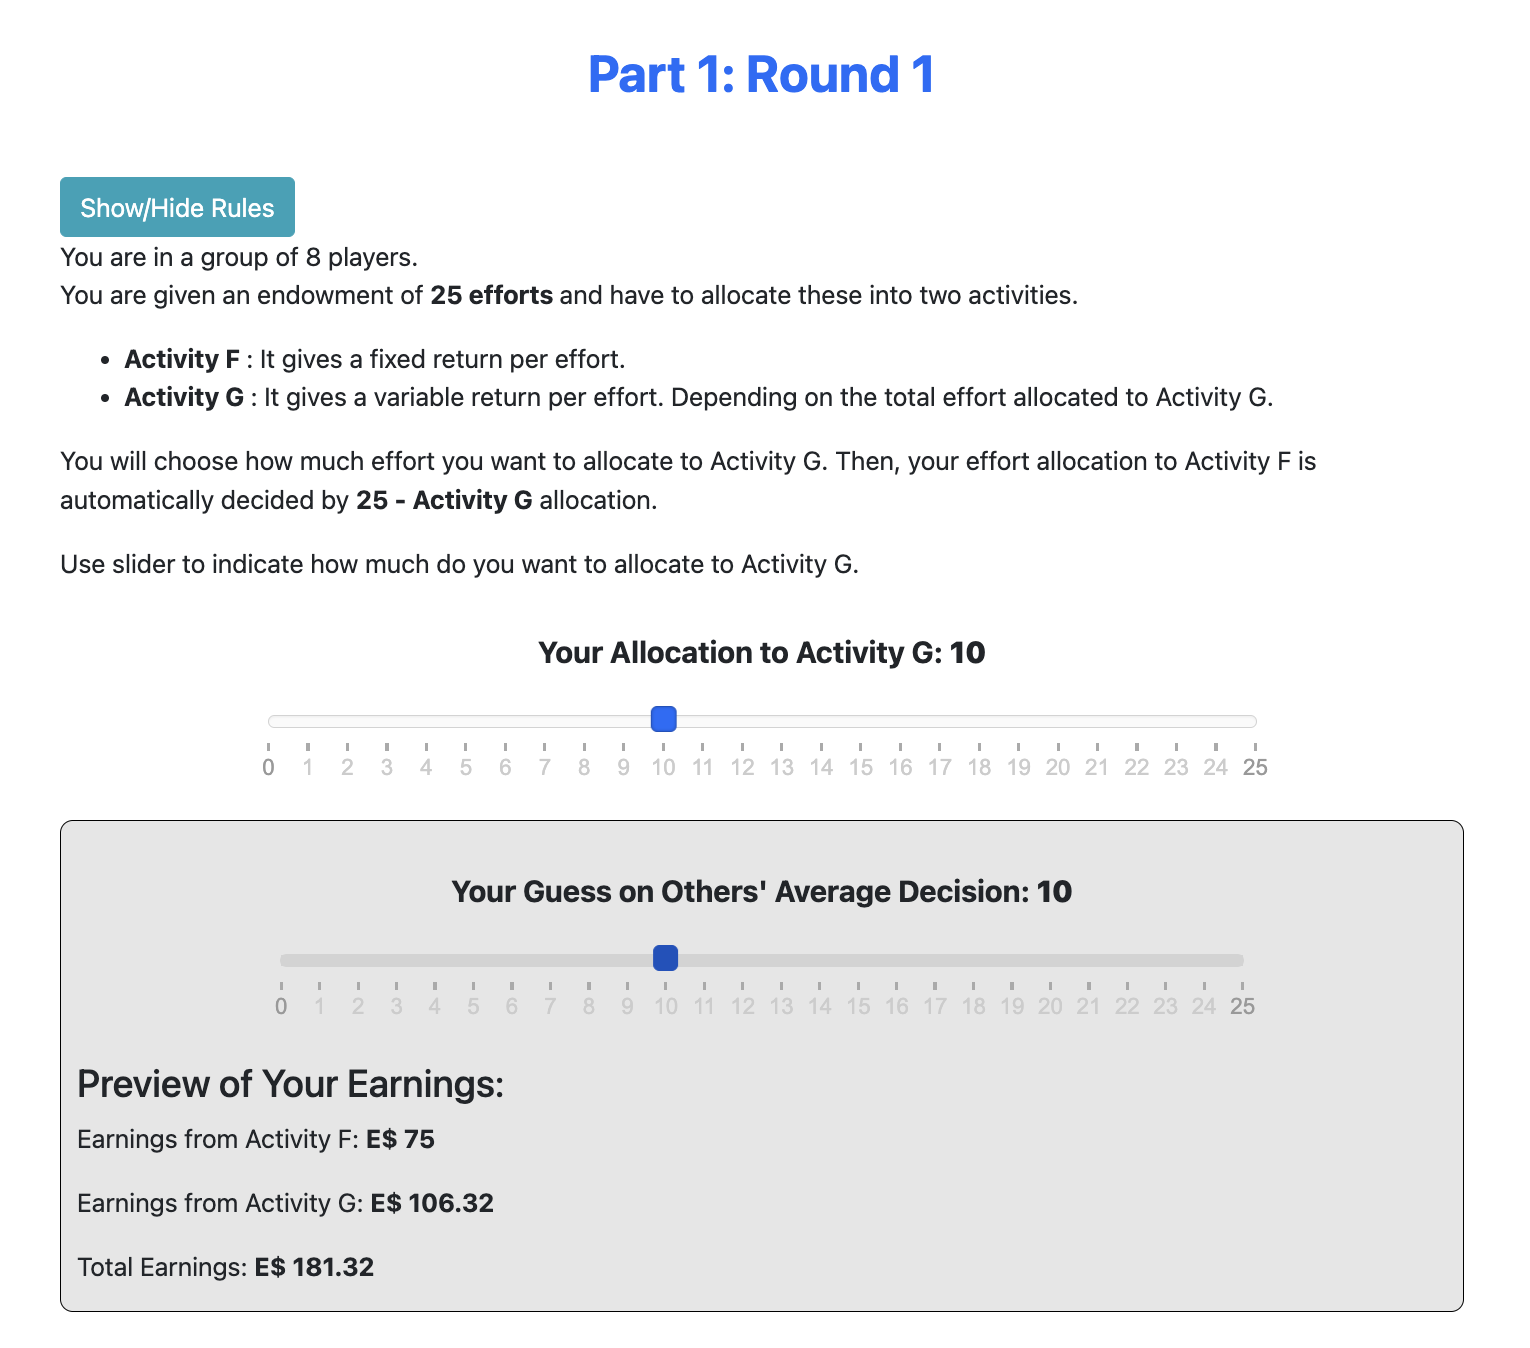 Part 1: Round 1
Show/Hide Rules
You are in a group of 8 players.
You are given an endowment of 25 efforts and have to allocate these into two activities.
• Activity F : It gives a fixed return per effort.
• Activity G : It gives a variable return per effort. Depending on the total effort allocated to Activity G.
You will choose how much effort you want to allocate to Activity G. Then, your effort allocation to Activity F is
automatically decided by 25 - Activity G allocation.
Use slider to indicate how much do you want to allocate to Activity G.
Your Allocation to Activity G: 10
0 1 2 3 4 5 6 7 8 9 10 11 12 13 14 15 16 17 18 19 20 21 22 23 24 25
Your Guess on Others' Average Decision: 10
0 1 2 3 4 5 6 7 8 9 10 11 12 13 14 15 16 17 18 19 20 21 22 23 24 25
Preview of Your Earnings:
Earnings from Activity F: E$ 75
Earnings from Activity G: E$ 106.32
Total Earnings: E$ 181.32